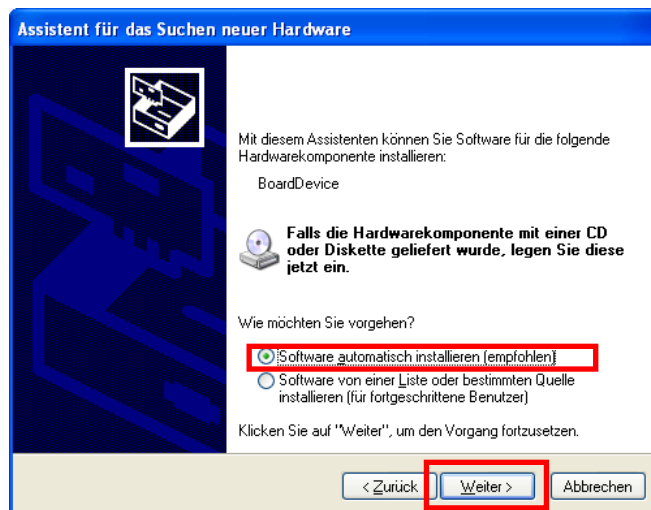 Assistent für das Suchen neuer Hardware
Mit diesem Assistenten können Sie Software für die folgende
Hardwarekomponente installieren:
BoardDevice
Falls die Hardwarekomponente mit einer CD
oder Diskette geliefert wurde, legen Sie diese
jetzt ein.
Wie möchten Sie vorgehen?
Software automatisch installieren (empfohlen)
Software von einer Liste oder bestimmten Quelle
installieren (für fortgeschrittene Benutzer)
Klicken Sie auf "Weiter", um den Vorgang fortzusetzen.
< Zurück Weiter > Abbrechen